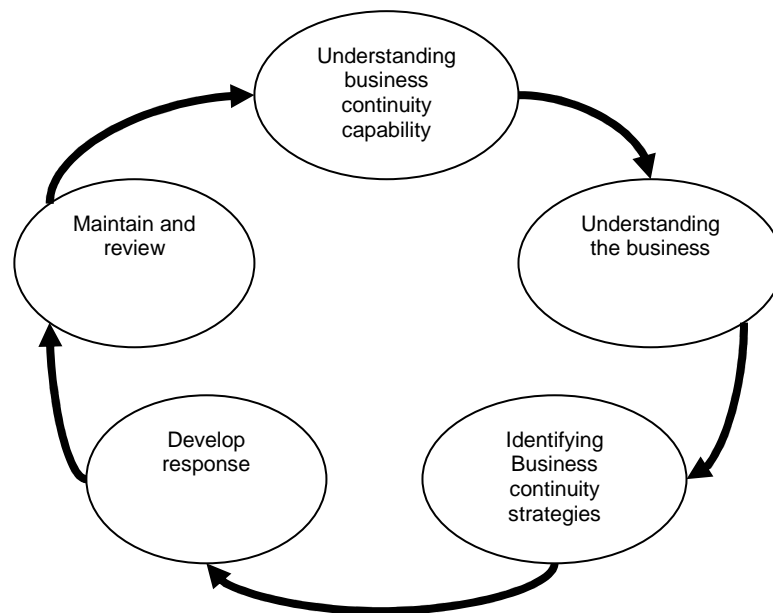 Understanding
business
continuity
capability
Understanding
the business
Identifying
Business
continuity
strategies
Develop
response
Maintain and
review